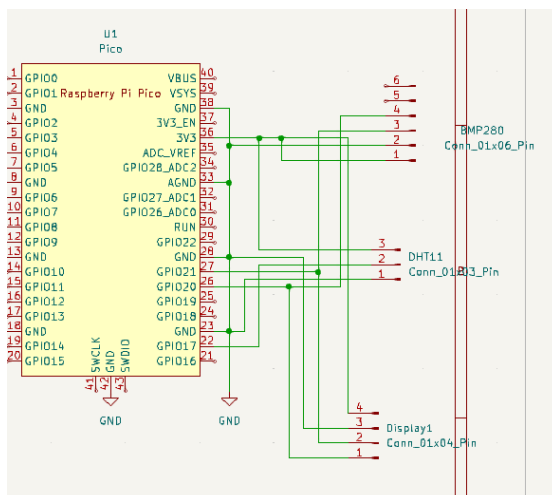 U1
Pico
Raspberry Pi Pico
1 GPIO0
2 GPIO1
3 GND
4 GPIO2
5 GPIO3
6 GPIO4
7 GPIO5
8 GND
9 GPIO6
10 GPIO7
11 GPIO8
12 GPIO9
13 GND
14 GPIO10
15 GPIO11
16 GPIO12
17 GPIO13
18 GND
19 GPIO14
20 GPIO15
VBUS 40
VSYS 39
GND 38
3V3_EN 37
3V3 36
ADC_VREF 35
GPIO28_ADC2 34
AGND 33
GPIO27_ADC1 32
GPIO26_ADC0 31
RUN 30
GPIO22 29
GND 28
GPIO21 27
GPIO20 26
GPIO19 25
GPIO18 24
GND 23
GPIO17 22
GPIO16 21
SWCLK 41
GND 42
SWDIO 43
GND
GND
6
5
4
3
2
1
BMP280
Conn_01x06_Pin
3
2
1
DHT11
Conn_01x03_Pin
4
3
2
1
Display1
Conn_01x04_Pin